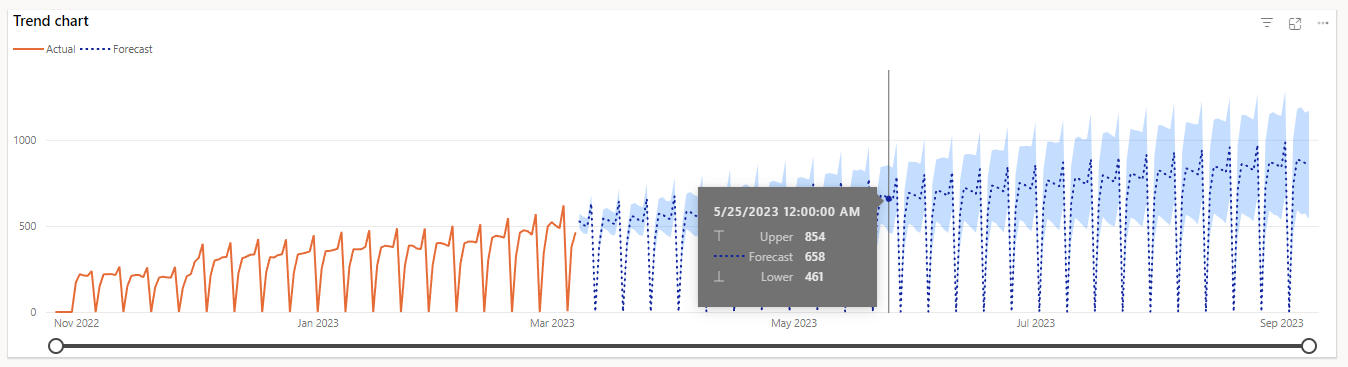 Trend chart
Actual Forecast
1000
500
0
5/25/2023 12:00:00 AM
Upper 854
Forecast 658
Lower 461
Nov 2022 Jan 2023 Mar 2023 May 2023 Jul 2023 Sep 2023